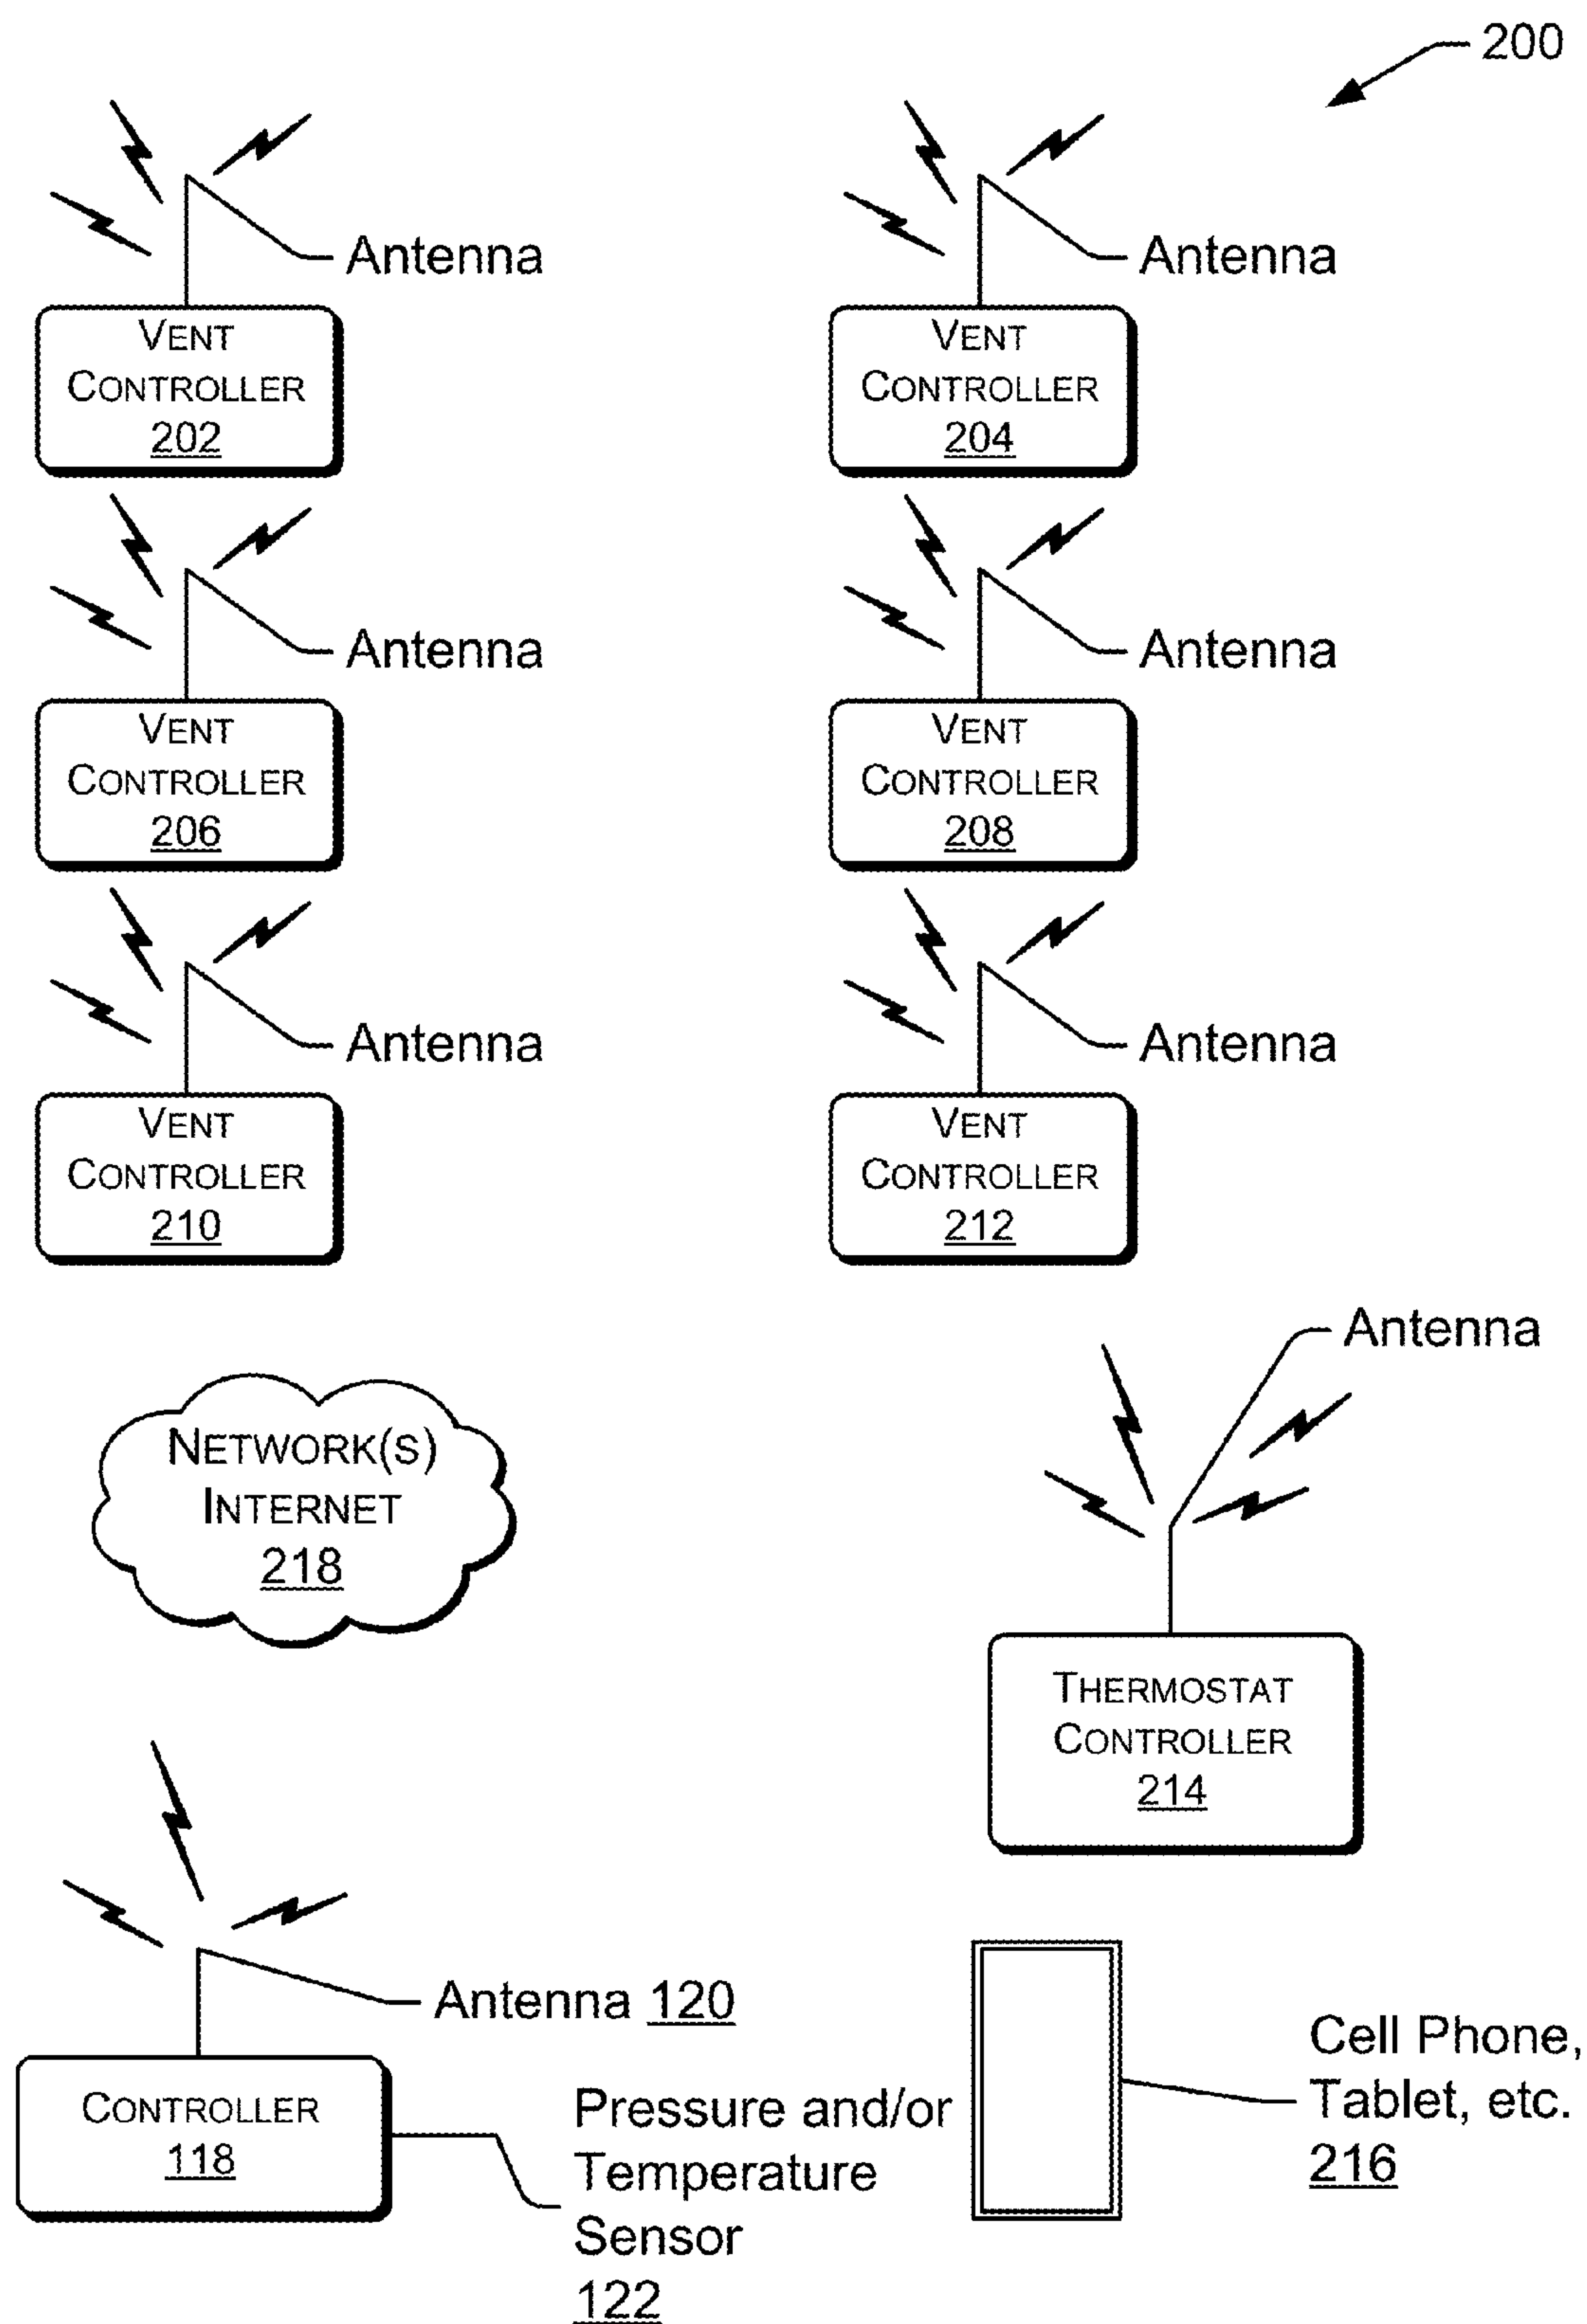 200
Antenna
Antenna
VENT
CONTROLLER
202
VENT
CONTROLLER
204
Antenna
Antenna
VENT
CONTROLLER
206
VENT
CONTROLLER
208
Antenna
Antenna
VENT
CONTROLLER
210
VENT
CONTROLLER
212
Antenna
NETWORK(S)
INTERNET
218
THERMOSTAT
CONTROLLER
214
Antenna 120
CONTROLLER
118
Pressure and/or
Temperature
Sensor
122
Cell Phone,
Tablet, etc.
216